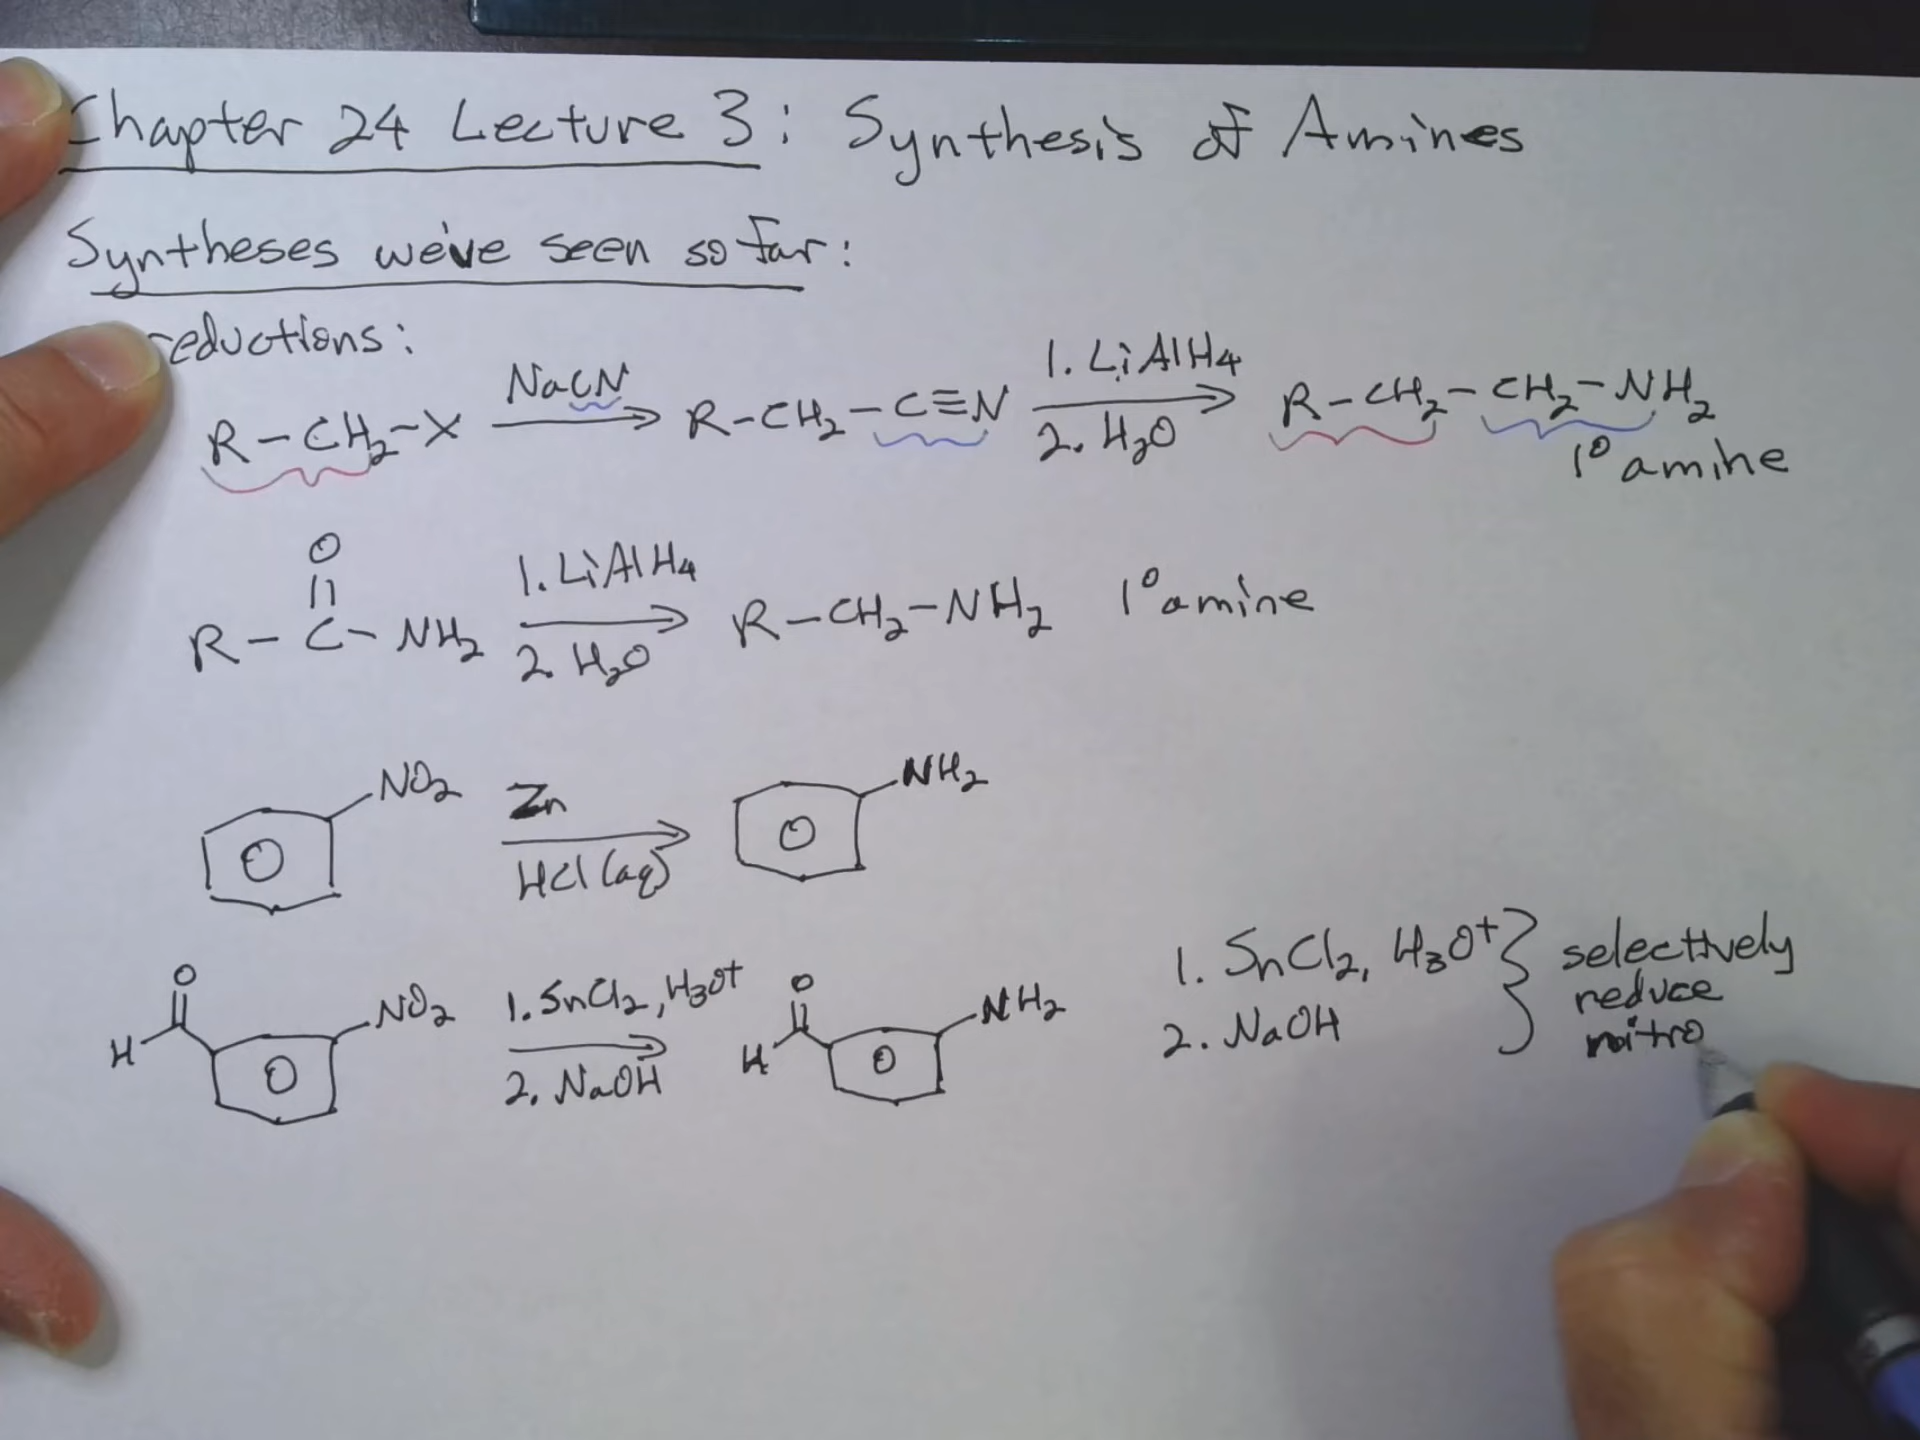 Chapter 24 Lecture 3: Synthesis of Amines
Syntheses we've seen so far:
reductions:
R-CH₂-X NaCN R-CH₂-C≡N 1. LiAlH₄ 2. H₂O R-CH₂-CH₂-NH₂
1° amine
O
R-C-NH₂ 1. LiAlH₄ 2. H₂O R-CH₂-NH₂ 1° amine
NO₂ Zn HCl (aq) NH₂
O H NO₂ 1. SnCl₂, H₃O⁺ 2. NaOH O H NH₂
1. SnCl₂, H₃O⁺
2. NaOH
selectively
reduce
nitro